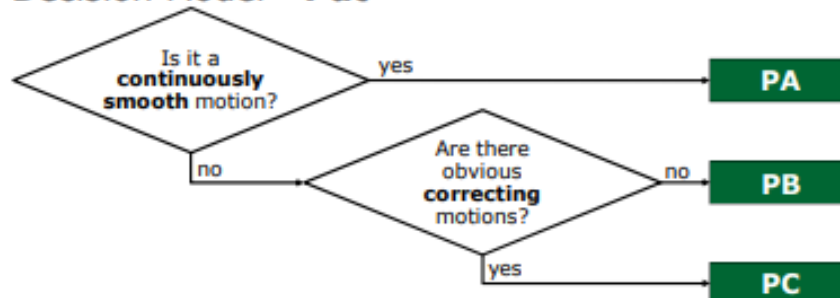 Is it a
continuously
smooth motion?
yes
PA
no
Are there
obvious
correcting
motions?
no
PB
yes
PC